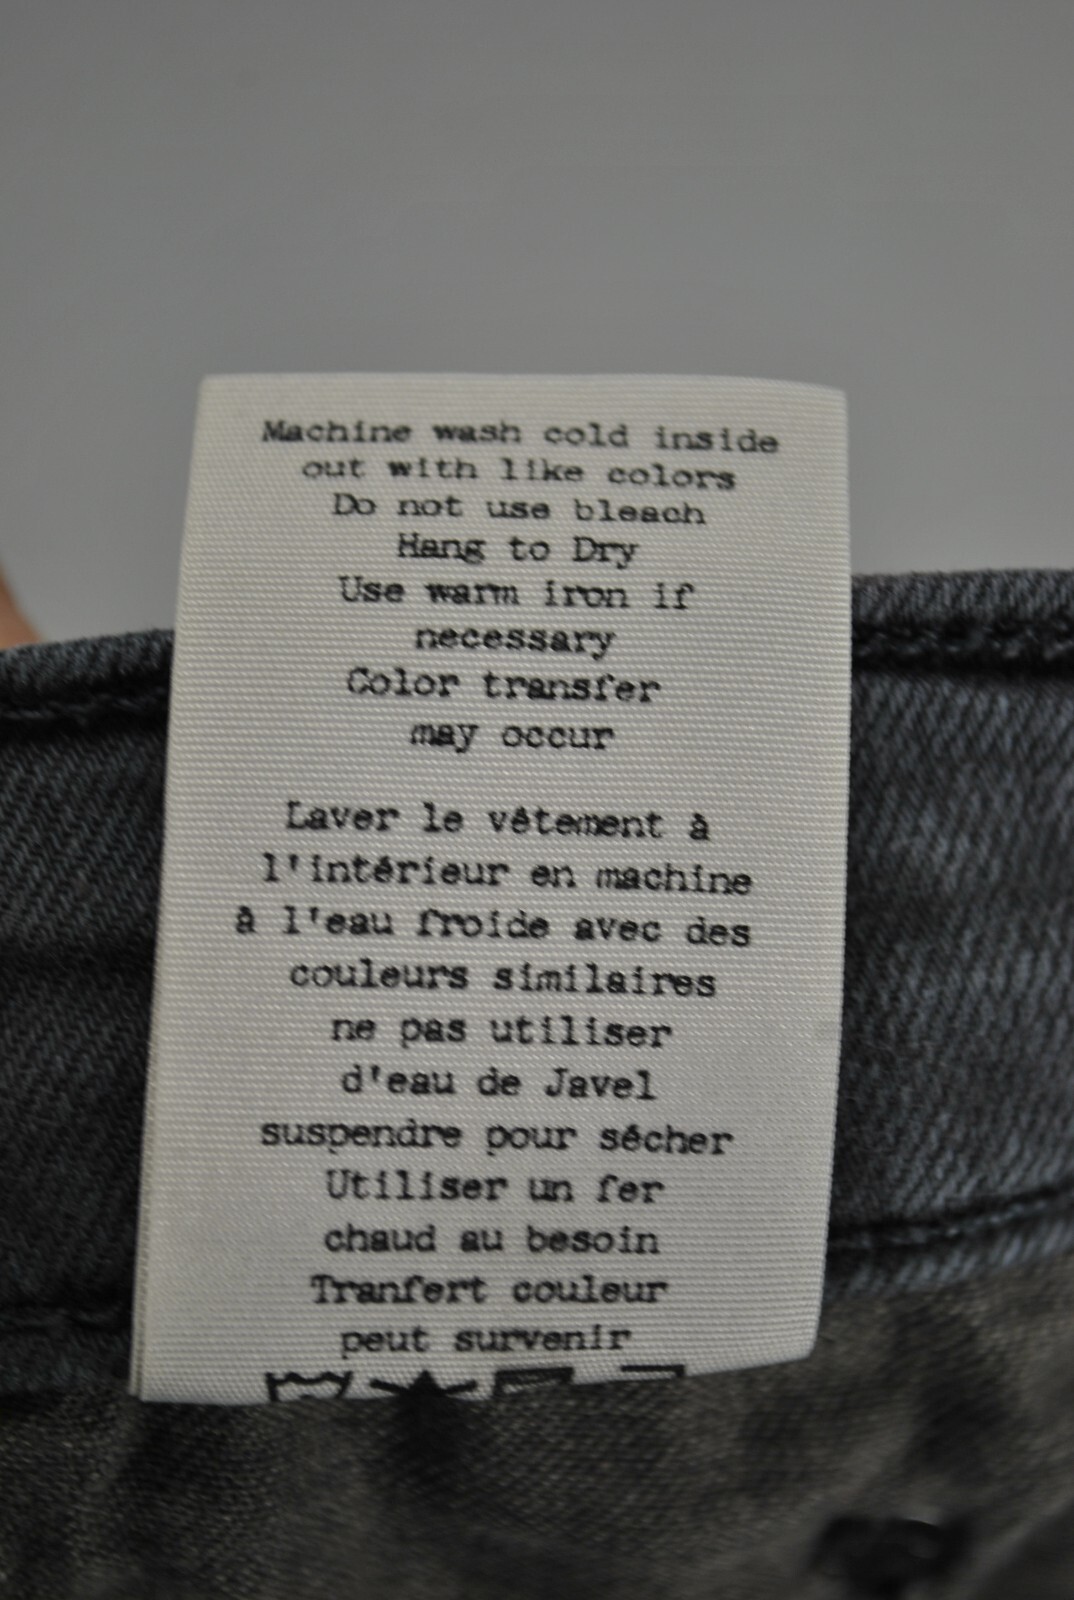 Machine wash cold inside
out with like colors
Do not use bleach
Hang to Dry
Use warm iron if
necessary
Color transfer
may occur
Laver le vêtement à
l'intérieur en machine
à l'eau froide avec des
couleurs similaires
ne pas utiliser
d'eau de Javel
suspendre pour sécher
Utiliser un fer
chaud au besoin
Tranfert couleur
peut survenir